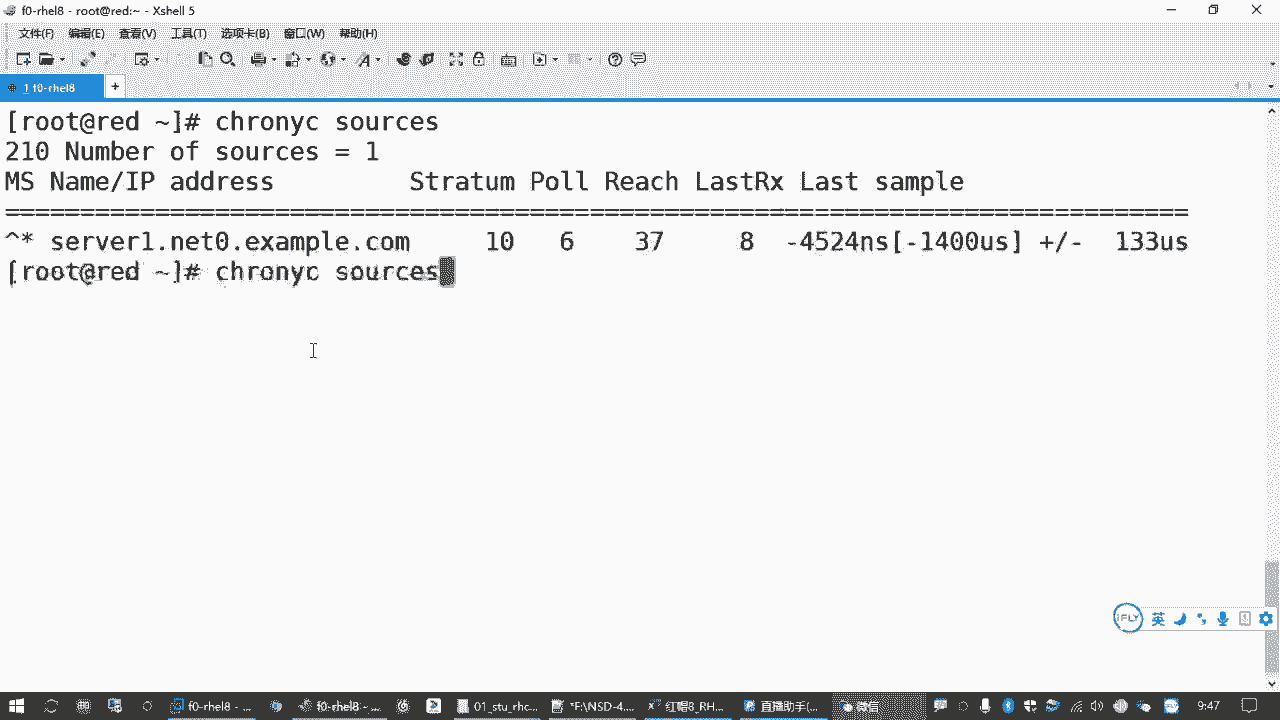 f0-rhel8 - root@red:~ - Xshell 5
文件(F) 编辑(E) 查看(V) 工具(T) 选项卡(B) 窗口(W) 帮助(H)
1 f0-rhel8 +
[root@red ~]# chronyc sources
210 Number of sources = 1
MS Name/IP address         Stratum Poll Reach LastRx Last sample
===============================================================================
^* server1.net0.example.com     10   6    37     8  -4524ns[-1400us] +/-  133us
[root@red ~]# chronyc sources
iFLY 英
f0-rhel8 - ... f0-rhel8 - ... 01_stu_rhc... *F:\NSD-4... 红帽8_RH... 直播助手(... 微信 9:47